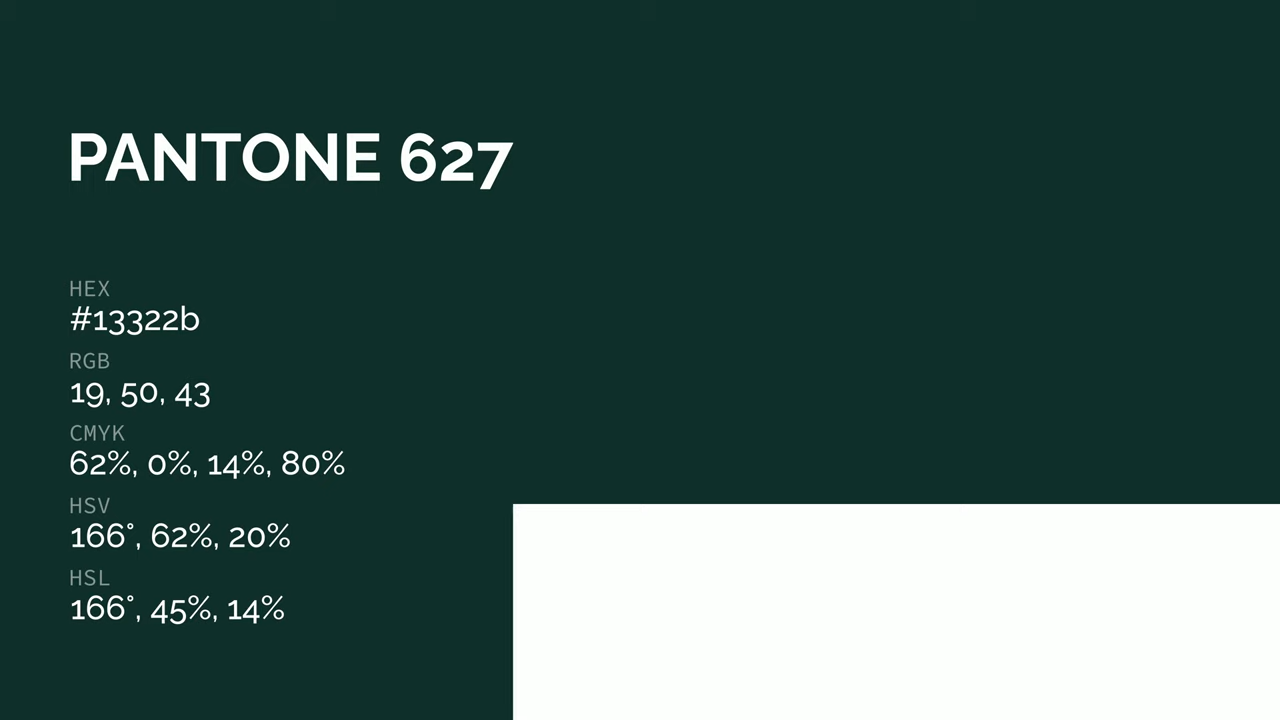 PANTONE 627
HEX
#13322b
RGB
19, 50, 43
CMYK
62%, 0%, 14%, 80%
HSV
166°, 62%, 20%
HSL
166°, 45%, 14%